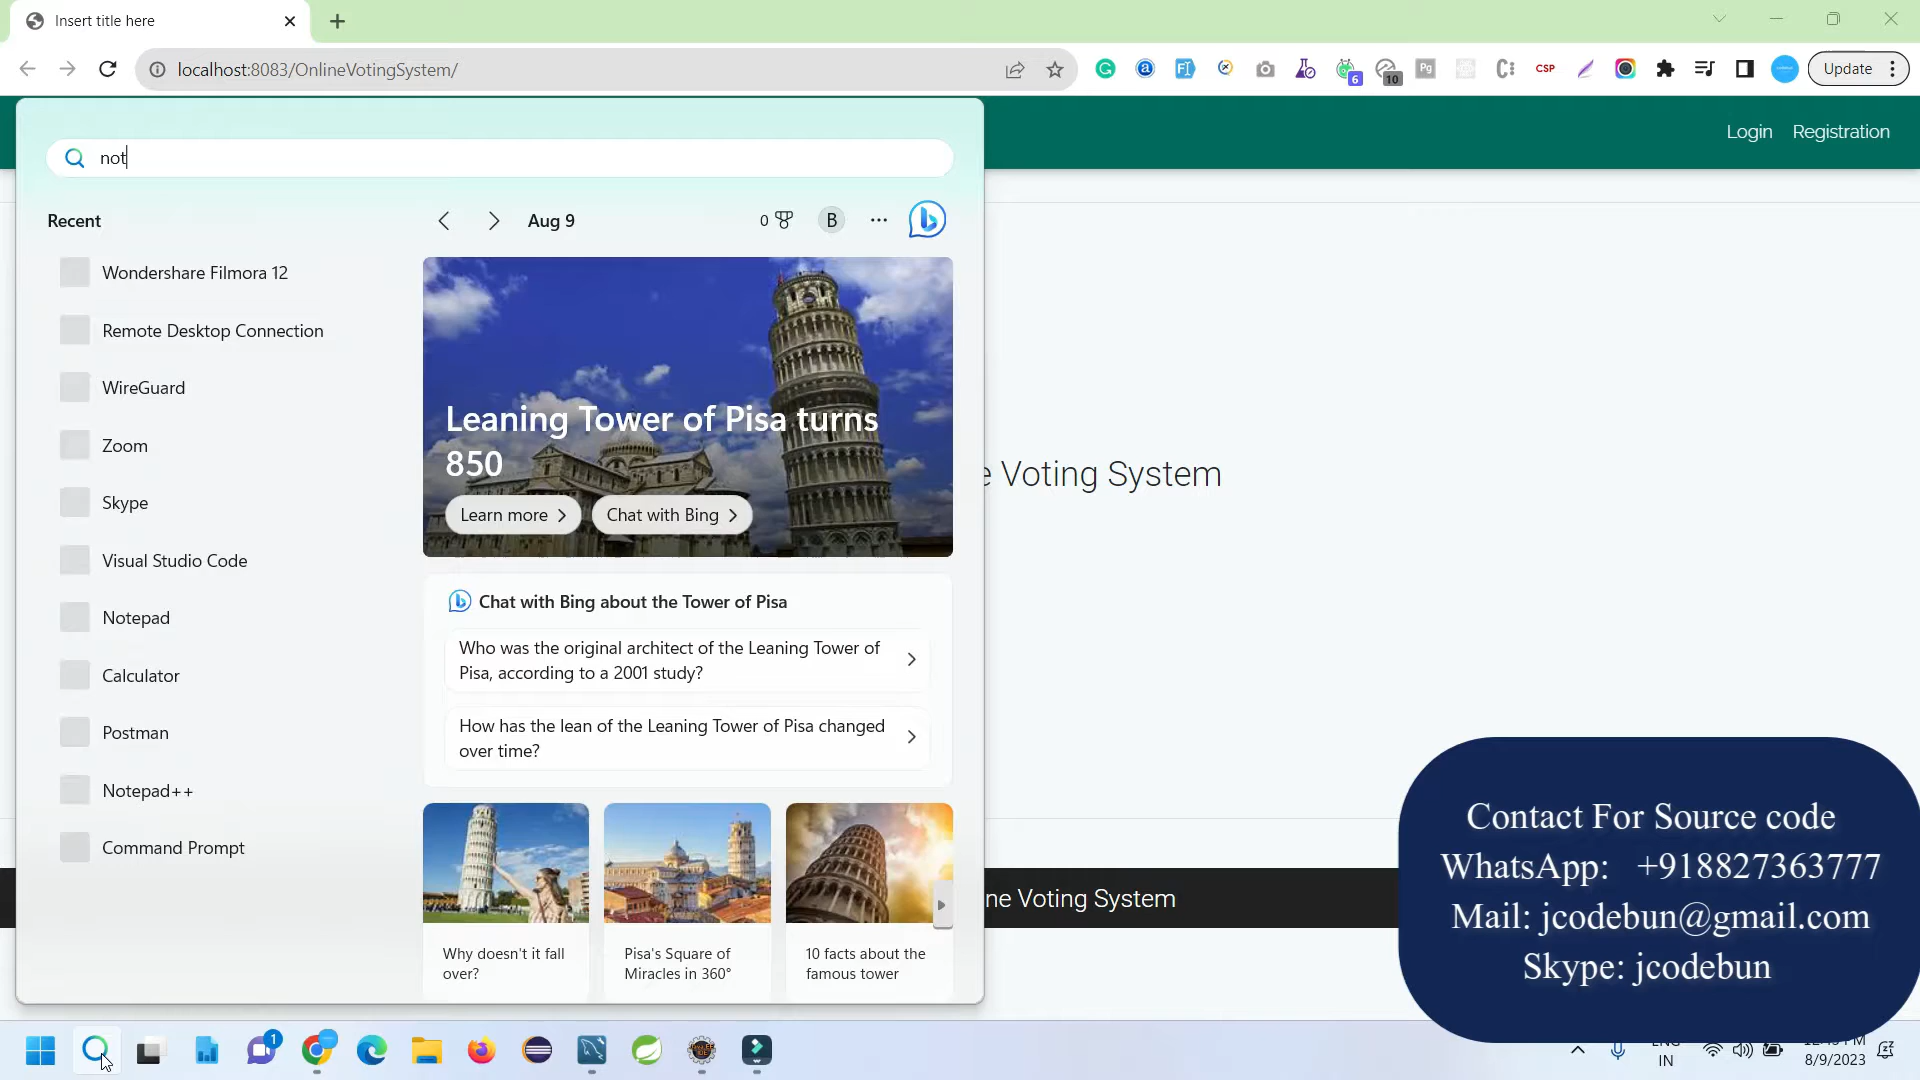 Insert title here
localhost:8083/OnlineVotingSystem/
6
10
Pg
CSP
Update
Login
Registration
not
Recent
Aug 9
0
B
Wondershare Filmora 12
Remote Desktop Connection
WireGuard
Zoom
Skype
Visual Studio Code
Notepad
Calculator
Postman
Notepad++
Command Prompt
Leaning Tower of Pisa turns
850
Learn more
Chat with Bing
Chat with Bing about the Tower of Pisa
Who was the original architect of the Leaning Tower of
Pisa, according to a 2001 study?
How has the lean of the Leaning Tower of Pisa changed
over time?
Why doesn't it fall
over?
Pisa's Square of
Miracles in 360°
10 facts about the
famous tower
e Voting System
ne Voting System
Contact For Source code
WhatsApp: +918827363777
Mail: jcodebun@gmail.com
Skype: jcodebun
1
ENG
IN
8/9/2023